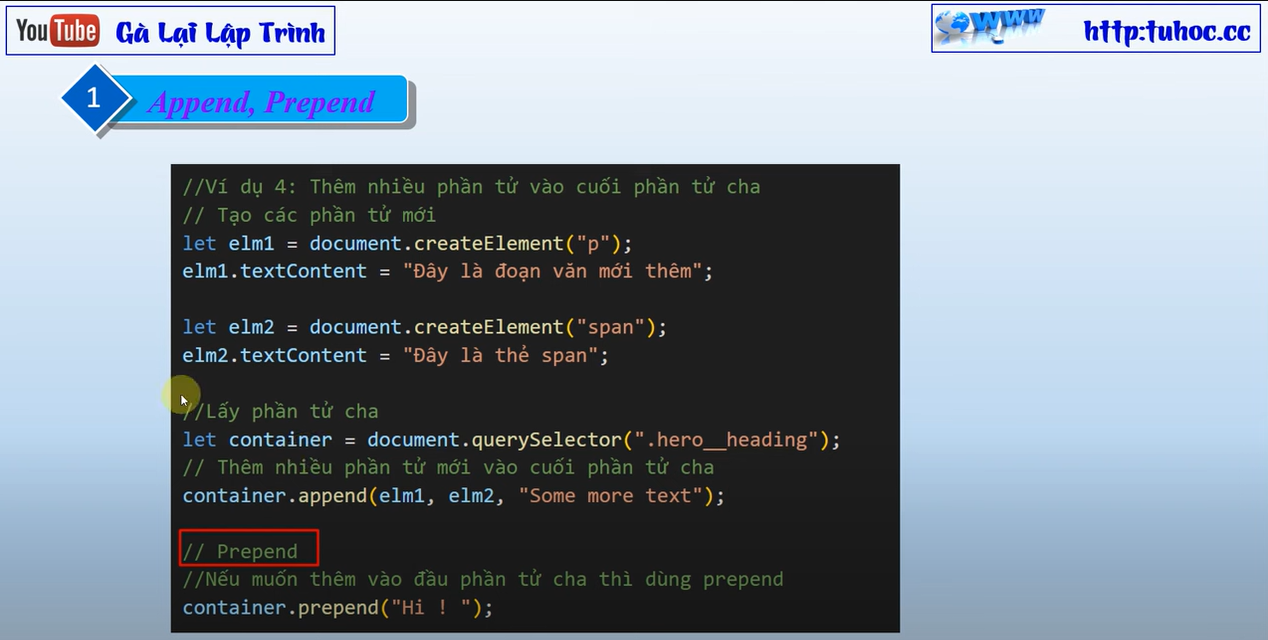 YouTube Gà Lại Lập Trình
WWW http:tuhoc.cc
1 Append, Prepend
//Ví dụ 4: Thêm nhiều phần tử vào cuối phần tử cha
// Tạo các phần tử mới
let elm1 = document.createElement("p");
elm1.textContent = "Đây là đoạn văn mới thêm";
let elm2 = document.createElement("span");
elm2.textContent = "Đây là thẻ span";
//Lấy phần tử cha
let container = document.querySelector(".hero__heading");
// Thêm nhiều phần tử mới vào cuối phần tử cha
container.append(elm1, elm2, "Some more text");
// Prepend
//Nếu muốn thêm vào đầu phần tử cha thì dùng prepend
container.prepend("Hi ! ");